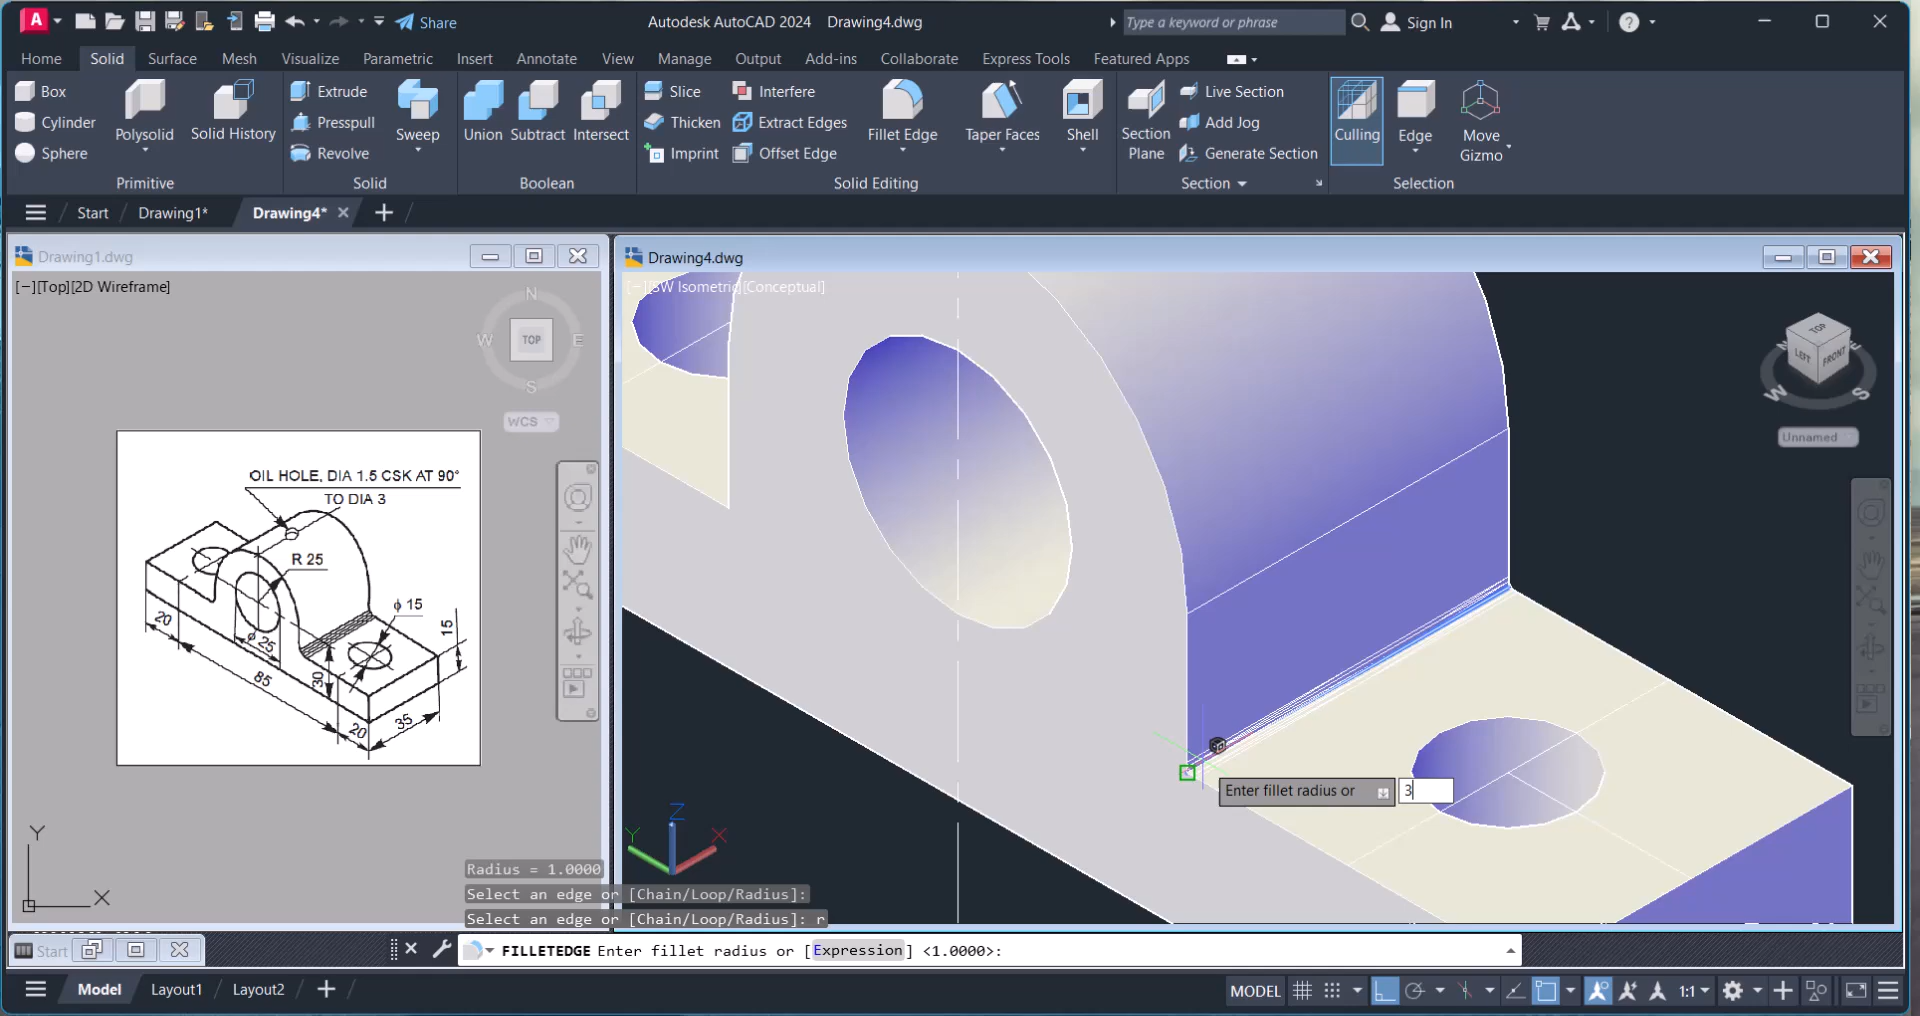 A Share Autodesk AutoCAD 2024 Drawing4.dwg Type a keyword or phrase Sign In
Home Solid Surface Mesh Visualize Parametric Insert Annotate View Manage Output Add-ins Collaborate Express Tools Featured Apps
Box
Cylinder
Sphere
Polysolid
Solid History
Primitive
Extrude
Presspull
Revolve
Sweep
Solid
Union
Subtract
Intersect
Boolean
Slice
Thicken
Imprint
Interfere
Extract Edges
Offset Edge
Fillet Edge
Taper Faces
Shell
Solid Editing
Section
Plane
Live Section
Add Jog
Generate Section
Section
Culling
Edge
Move
Gizmo
Selection
Start Drawing1* Drawing4*
Drawing1.dwg
[−][Top][2D Wireframe]
N
W TOP E
S
WCS
OIL HOLE, DIA 1.5 CSK AT 90°
TO DIA 3
R 25
ϕ 15
15
20
ϕ 25
30
85
20
35
Y
X
Drawing4.dwg
[−][SW Isometric][Conceptual]
TOP
LEFT FRONT
W S
Unnamed
Enter fillet radius or 3
Z
Y X
Radius = 1.0000
Select an edge or [Chain/Loop/Radius]:
Select an edge or [Chain/Loop/Radius]: r
Start
FILLETEDGE Enter fillet radius or [Expression] <1.0000>:
Model Layout1 Layout2 MODEL 1:1